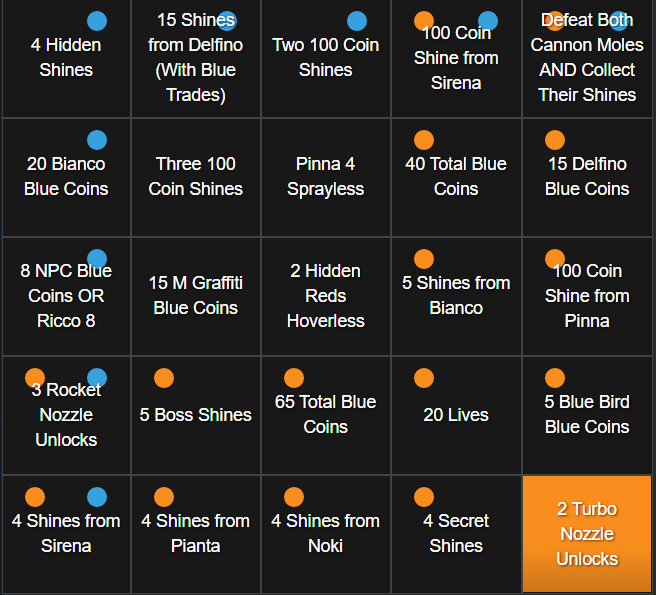 4 Hidden
Shines
15 Shines
from Delfino
(With Blue
Trades)
Two 100 Coin
Shines
100 Coin
Shine from
Sirena
Defeat Both
Cannon Moles
AND Collect
Their Shines
20 Bianco
Blue Coins
Three 100
Coin Shines
Pinna 4
Sprayless
40 Total Blue
Coins
15 Delfino
Blue Coins
8 NPC Blue
Coins OR
Ricco 8
15 M Graffiti
Blue Coins
2 Hidden
Reds
Hoverless
5 Shines from
Bianco
100 Coin
Shine from
Pinna
3 Rocket
Nozzle
Unlocks
5 Boss Shines
65 Total Blue
Coins
20 Lives
5 Blue Bird
Blue Coins
4 Shines from
Sirena
4 Shines from
Pianta
4 Shines from
Noki
4 Secret
Shines
2 Turbo
Nozzle
Unlocks